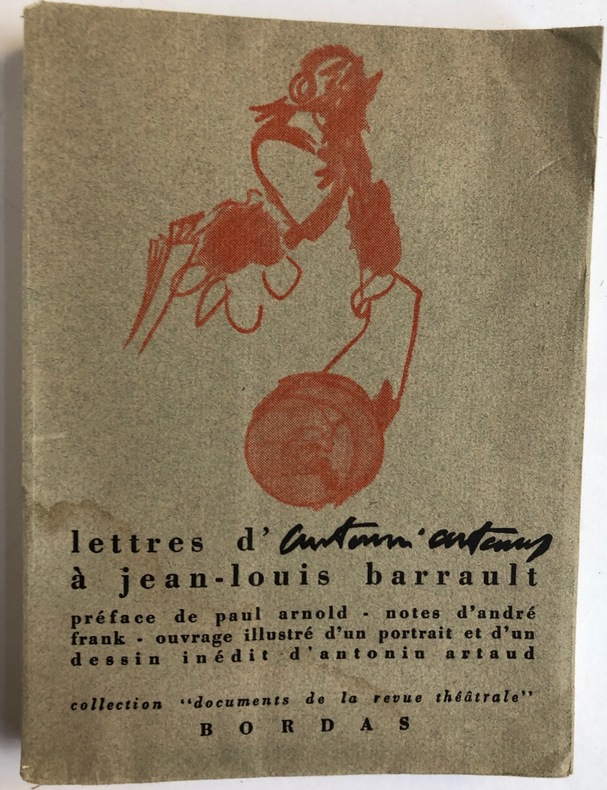 lettres d'antonin artaud
à jean-louis barrault
préface de paul arnold - notes d'andré
frank - ouvrage illustré d'un portrait et d'un
dessin inédit d'antonin artaud
collection "documents de la revue théâtrale"
BORDAS